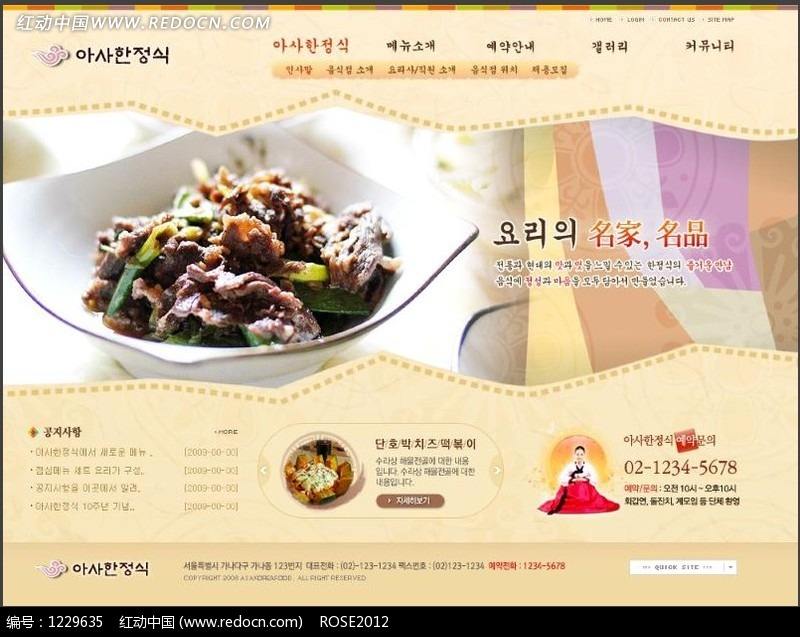 红动中国WWW.REDOCN.COM
HOME LOGIN CONTACT US SITE MAP
아사한정식
아사한정식 메뉴소개 예약안내 갤러리 커뮤니티
인사말 음식점 소개 요리사/직원 소개 음식점 위치 채용모집
요리의 名家, 名品
전통과 현대의 맛과 멋을 느낄 수 있는 한정식의 즐거운 만남
음식에 정성과 마음을 모두 담아서 만들었습니다.
공지사항 MORE
아사한정식에서 새로운 메뉴 .. [2009-00-00]
점심메뉴 세트 요리가 구성.. [2009-00-00]
공지사항을 이곳에서 알려.. [2009-00-00]
아사한정식 10주년 기념.. [2009-00-00]
단호박치즈떡볶이
수라상 해물전골에 대한 내용
입니다. 수라상 해물전골에 대한
내용입니다.
자세히보기
아사한정식 예약문의
02-1234-5678
예약/문의 : 오전 10시 ~ 오후10시
회갑연, 돌잔치, 계모임 등 단체 환영
아사한정식
서울특별시 가나다구 가나동 123번지 대표전화 : (02)-123-1234 팩스번호 : (02)123-1234 예약전화 : 1234-5678
COPYRIGHT 2008 ASAKOREAFOOD. ALL RIGHT RESERVED
QUICK SITE
编号：1229635 红动中国 (www.redocn.com) ROSE2012